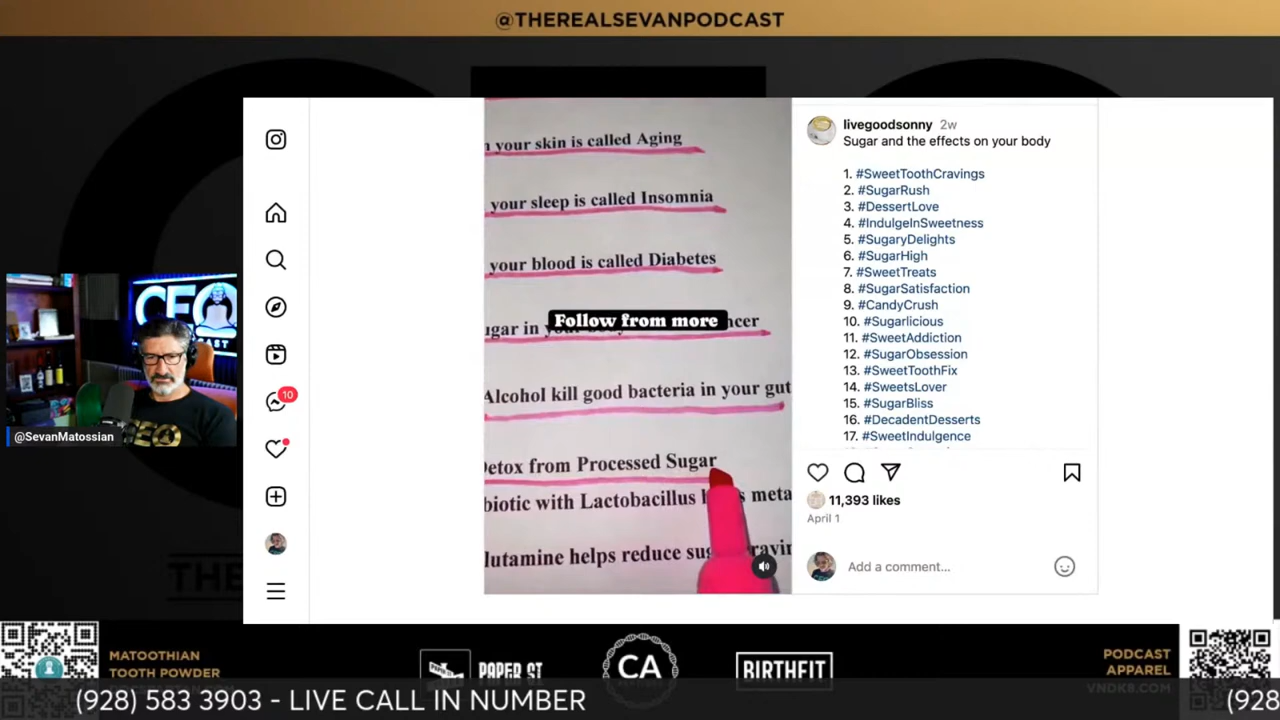 @THEREALSEVANPODCAST
your skin is called Aging
your sleep is called Insomnia
your blood is called Diabetes
Follow from more
Alcohol kill good bacteria in your gut
from Processed Sugar
with Lactobacillus
helps reduce
livegoodsonny 2w
Sugar and the effects on your body
1. #SweetToothCravings
2. #SugarRush
3. #DessertLove
4. #IndulgeInSweetness
5. #SugaryDelights
6. #SugarHigh
7. #SweetTreats
8. #SugarSatisfaction
9. #CandyCrush
10. #Sugarlicious
11. #SweetAddiction
12. #SugarObsession
13. #SweetToothFix
14. #SweetsLover
15. #SugarBliss
16. #DecadentDesserts
17. #SweetIndulgence
11,393 likes
April 1
Add a comment...
10
CEO
@SevanMatossian
MATOOTHIAN
TOOTH POWDER
PAPER ST
CA
BIRTHFIT
PODCAST
APPAREL
VNDK8.COM
(928) 583 3903 - LIVE CALL IN NUMBER
(928